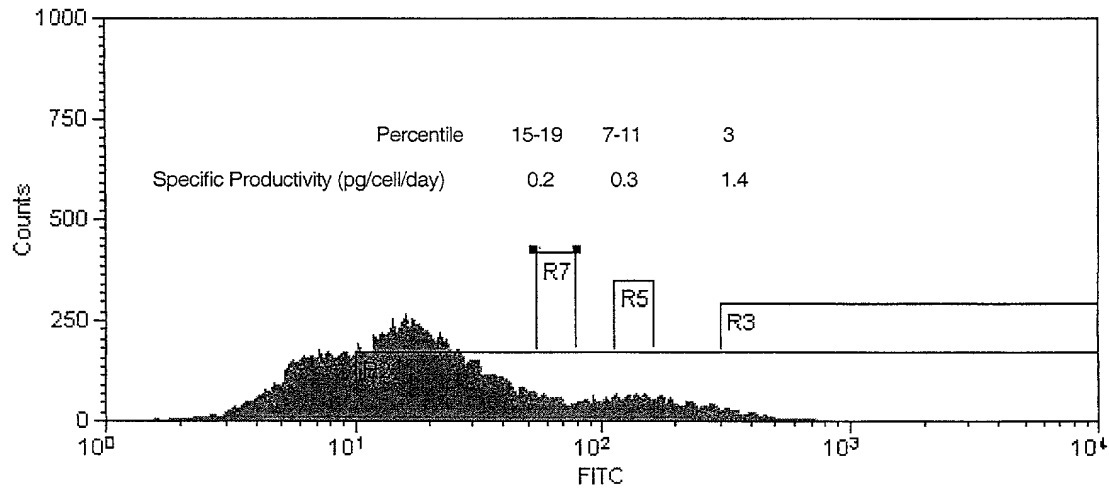 1000
750
500
250
0
Counts
Percentile 15-19 7-11 3
Specific Productivity (pg/cell/day) 0.2 0.3 1.4
R7
R5
R3
10⁰ 10¹ 10² 10³
FITC